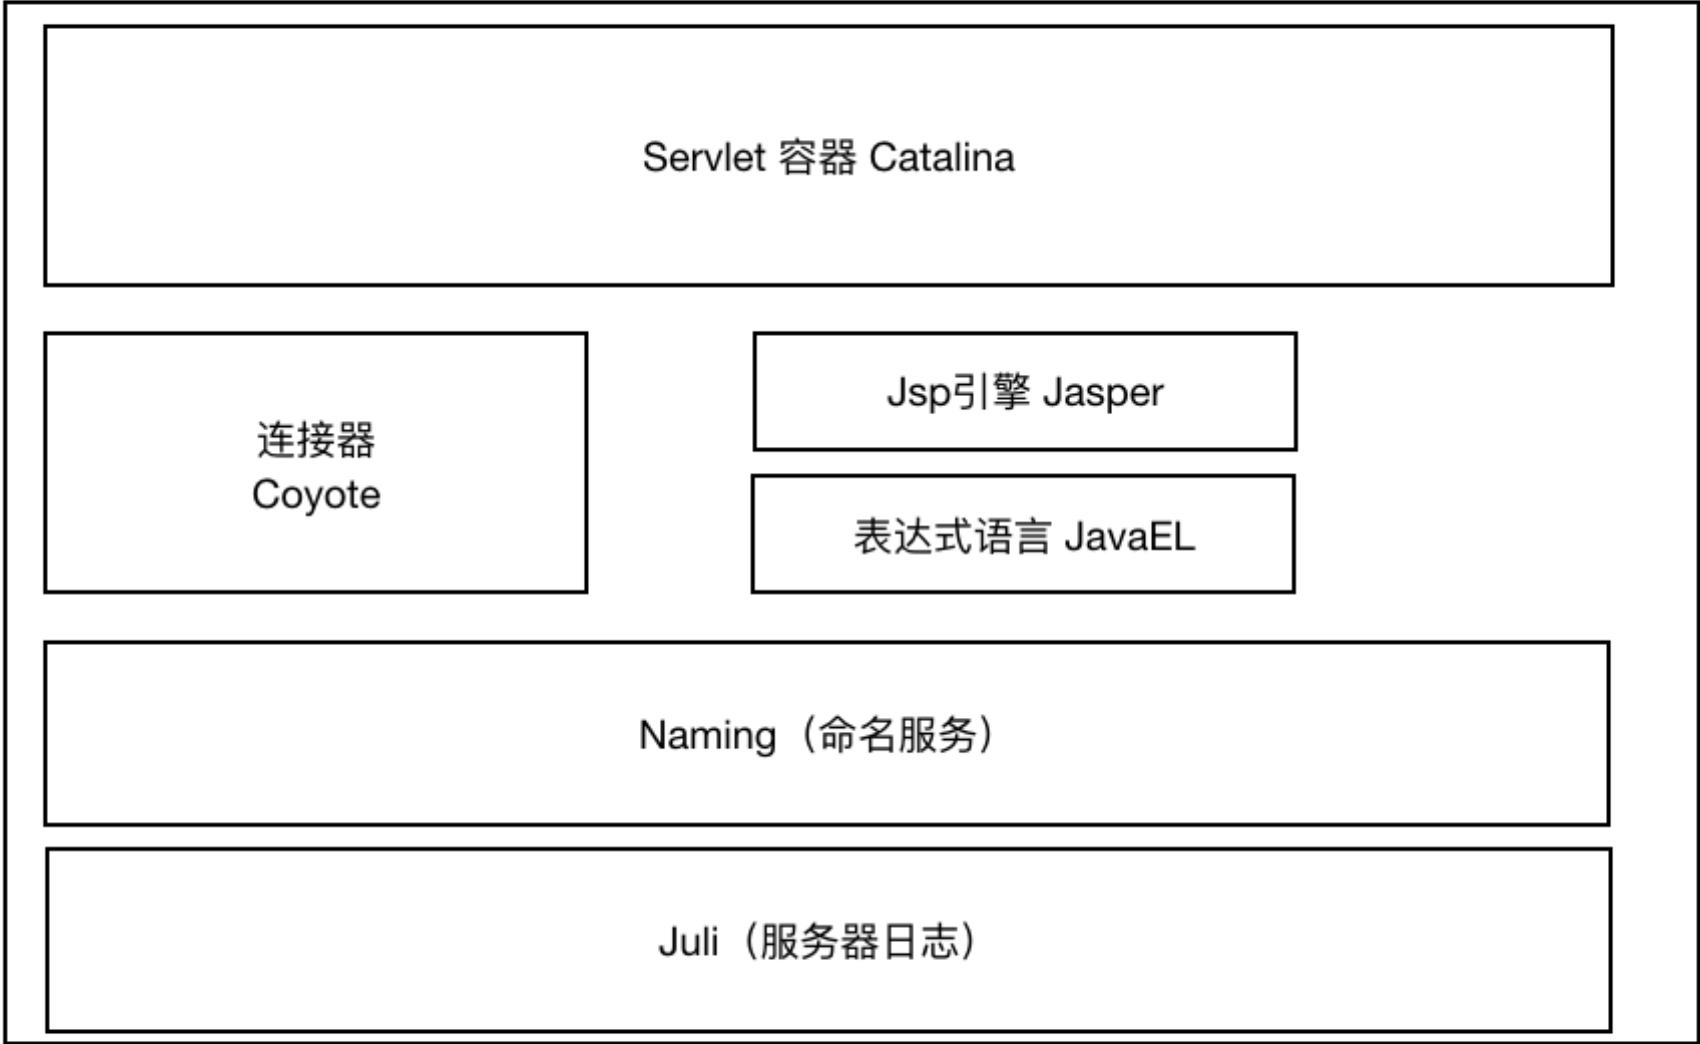 Servlet 容器 Catalina
连接器
Coyote
Jsp引擎 Jasper
表达式语言 JavaEL
Naming（命名服务）
Juli（服务器日志）